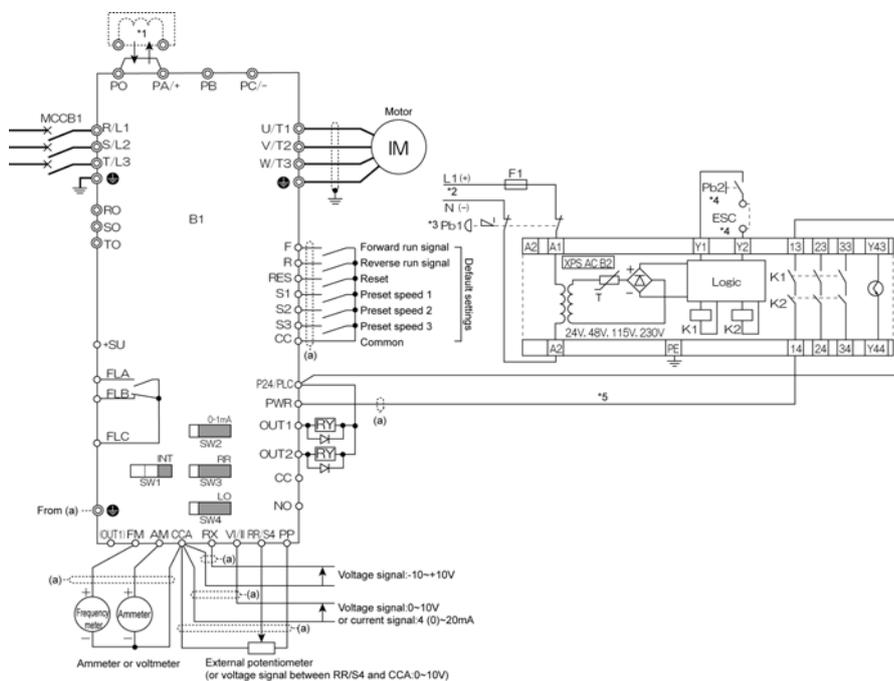 *1
PO PA/+ PB PC/-
MCCB1
R/L1
S/L2
T/L3
RO
SO
TO
B1
U/T1
V/T2
W/T3
Motor
IM
L1 (+)
F1
*2
N (-)
*3 Pb1
Pb2
*4
ESC
*4
F Forward run signal
R Reverse run signal
RES Reset
S1 Preset speed 1
S2 Preset speed 2
S3 Preset speed 3
CC Common
Default settings
(a)
A2 A1 Y1 Y2 13 23 33 Y43
XPS AC B2
+
−
T
Logic
K1
K2
K1 K2
24V, 48V, 115V, 230V
A2 PE 14 24 34 Y44
+SU
FLA
FLB
FLC
P24/PLC
PWR
*5
(a)
OUT1 RY
OUT2 RY
CC
NO
0-1mA
SW2
INT
SW1
RR
SW3
LO
SW4
From (a)
(OUT1) FM AM CCA RX VI/II RR/S4 PP
(a)
Voltage signal:-10~+10V
(a)
(a)
Voltage signal:0~10V
or current signal:4 (0)~20mA
(a)
+
Frequency
meter
−
+
Ammeter
−
Ammeter or voltmeter
External potentiometer
(or voltage signal between RR/S4 and CCA:0~10V)